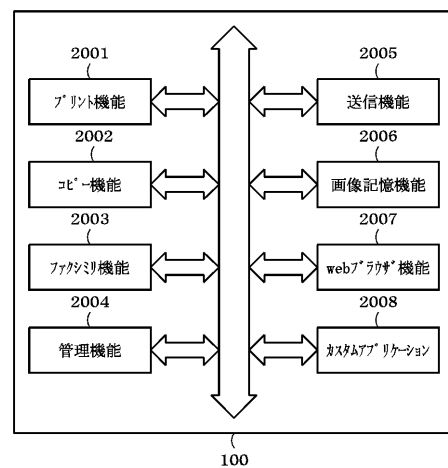 2001
プリント機能
2002
コピー機能
2003
ファクシミリ機能
2004
管理機能
2005
送信機能
2006
画像記憶機能
2007
webブラウザ機能
2008
カスタムアプリケーション
100